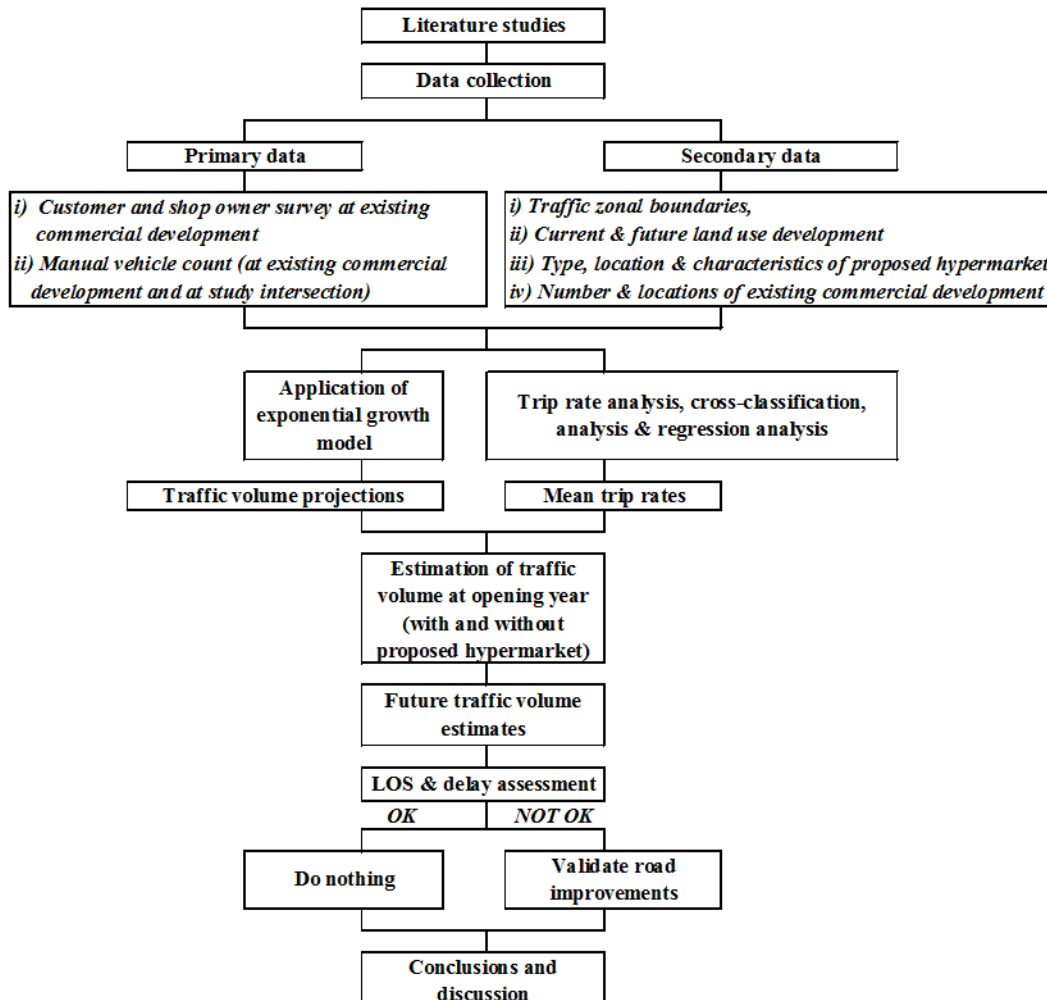 Literature studies
Data collection
Primary data
Secondary data
i) Customer and shop owner survey at existing
commercial development
ii) Manual vehicle count (at existing commercial
development and at study intersection)
i) Traffic zonal boundaries,
ii) Current & future land use development
iii) Type, location & characteristics of proposed hypermarket
iv) Number & locations of existing commercial development
Application of
exponential growth
model
Trip rate analysis, cross-classification,
analysis & regression analysis
Traffic volume projections
Mean trip rates
Estimation of traffic
volume at opening year
(with and without
proposed hypermarket)
Future traffic volume
estimates
LOS & delay assessment
OK
NOT OK
Do nothing
Validate road
improvements
Conclusions and
discussion